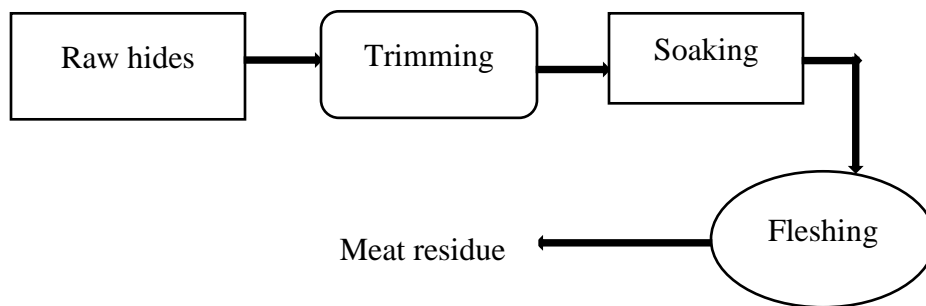 Raw hides
Trimming
Soaking
Fleshing
Meat residue